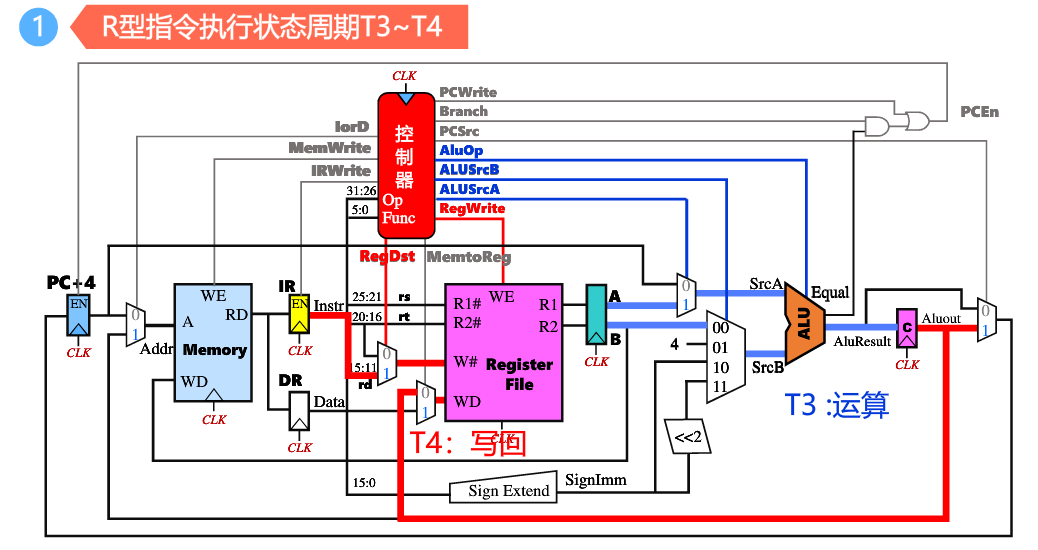 1
R型指令执行状态周期T3~T4
CLK
PCWrite
Branch
PCEn
IorD
PCSrc
MemWrite
AluOp
IRWrite
ALUSrcB
控制器
31:26
Op
ALUSrcA
5:0
Func
RegWrite
RegDst
MemtoReg
PC+4
IR
EN
WE
EN
Instr
25:21
rs
R1#
WE
R1
A
0
1
SrcA
Equal
0
1
A
RD
20:16
rt
R2#
R2
B
00
ALU
C
Aluout
0
1
CLK
Addr
Memory
CLK
0
1
W#
Register
File
CLK
4
01
AluResult
CLK
15:11
rd
10
SrcB
WD
DR
Data
0
1
WD
11
T3 :运算
CLK
CLK
T4：写回
CLK
<<2
15:0
Sign Extend
SignImm